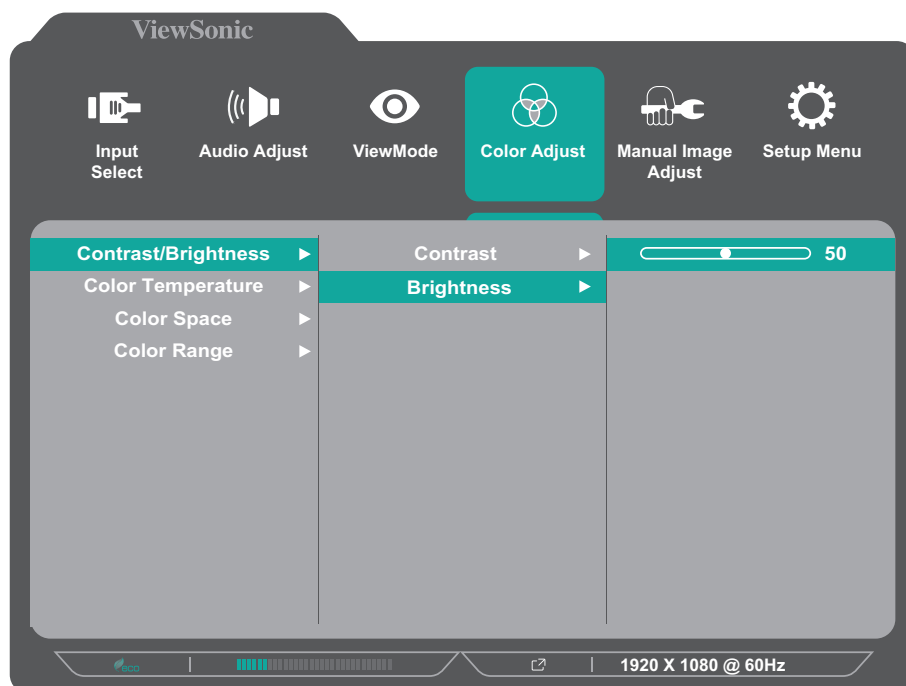 ViewSonic
Input
Select
Audio Adjust
ViewMode
Color Adjust
Manual Image
Adjust
Setup Menu
Contrast/Brightness
Contrast
50
Color Temperature
Brightness
Color Space
Color Range
eco
1920 X 1080 @ 60Hz